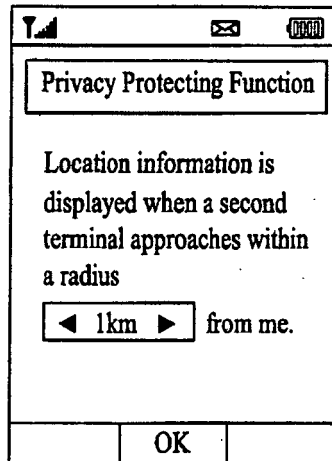 Privacy Protecting Function
Location information is
displayed when a second
terminal approaches within
a radius
◄ 1km ► from me.
OK